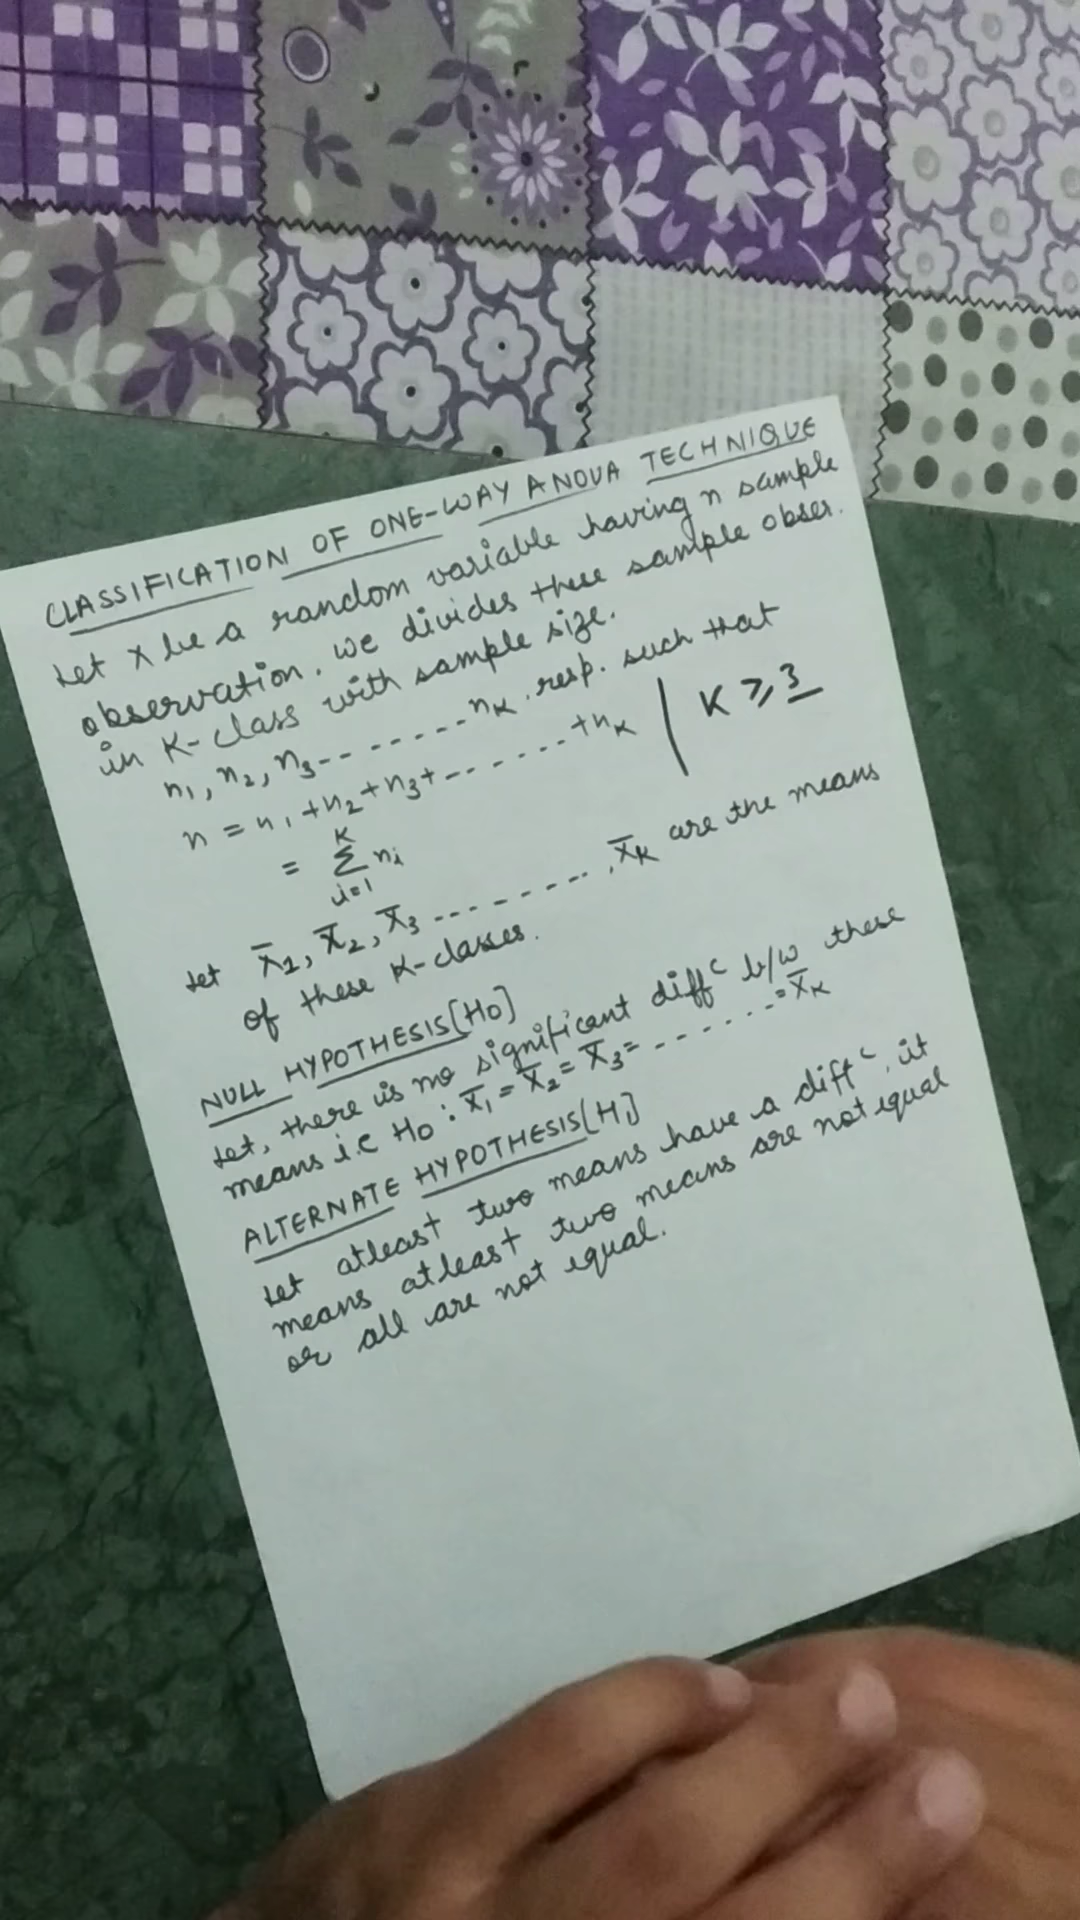 CLASSIFICATION OF ONE-WAY ANOVA TECHNIQUE
Let X be a random variable having n sample
observation. we divides these sample obser.
in K-class with sample size.
n₁, n₂, n₃ - - - - - - - nK. resp. such that
n = n₁ + n₂ + n₃ + - - - - - - - + nK | K ≥ 3
= K∑i=1 ni
Let X̄₁, X̄₂, X̄₃ - - - - - - - - -, X̄K are the means
of these K-classes.
NULL HYPOTHESIS [H₀]
Let, there is no significant diffᶜ b/w these
means i.e H₀ : X̄₁ = X̄₂ = X̄₃ = - - - - - - - = X̄K
ALTERNATE HYPOTHESIS [H₁]
Let atleast two means have a diffᶜ, it
means atleast two means are not equal
or all are not equal.